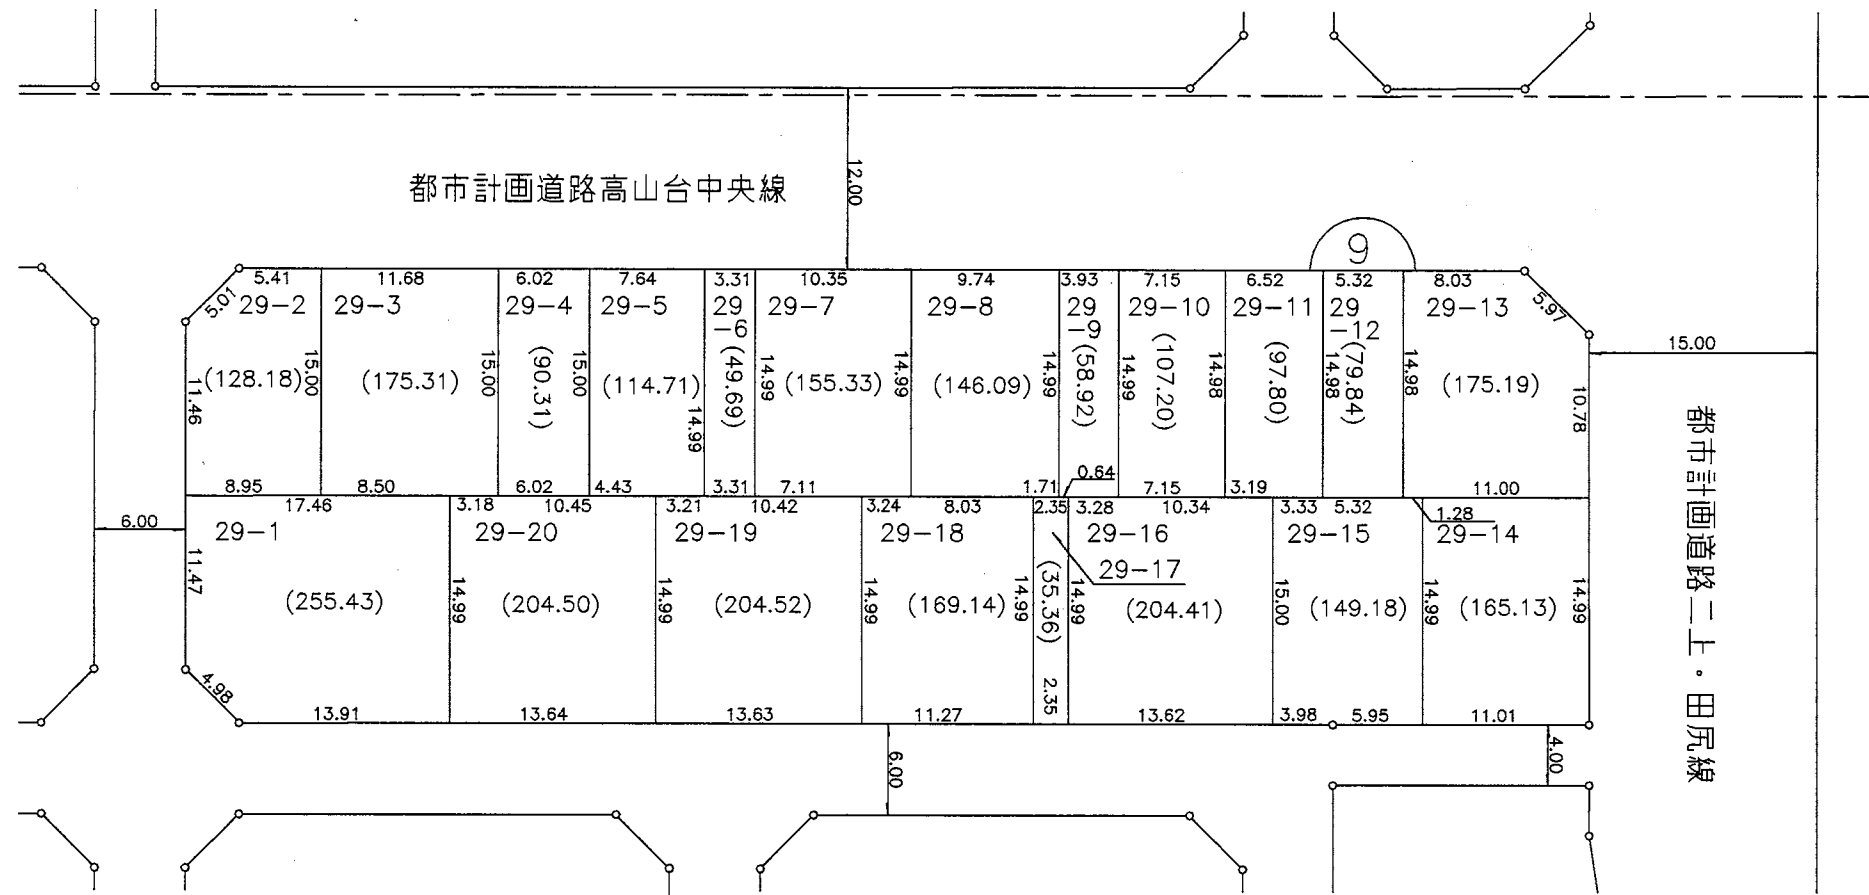 都市計画道路高山台中央線
12.00
9
5.41 11.68 6.02 7.64 3.31 10.35 9.74 3.93 7.15 6.52 5.32 8.03
5.01
5.97
29-2 29-3 29-4 29-5 29-6 29-7 29-8 29-9 29-10 29-11 29-12 29-13
15.00
11.46 (128.18) 15.00 (175.31) 15.00 (90.31) 15.00 (114.71) 14.99 (49.69) 14.99 (155.33) 14.99 (146.09) 14.99 (58.92) 14.99 (107.20) 14.98 (97.80) 14.98 (79.84) 14.98 (175.19) 10.78
都市計画道路二上・田尻線
0.64
8.95 8.50 6.02 4.43 3.31 7.11 1.71 7.15 3.19 11.00
17.46 3.18 10.45 3.21 10.42 3.24 8.03 2.35 3.28 10.34 3.33 5.32 1.28
6.00
29-1 29-20 29-19 29-18 29-16 29-15 29-14
29-17
11.47 (255.43) 14.99 (204.50) 14.99 (204.52) 14.99 (169.14) 14.99 (35.36) 14.99 (204.41) 15.00 (149.18) 14.99 (165.13) 14.99
4.98
2.35
13.91 13.64 13.63 11.27 13.62 3.98 5.95 11.01
6.00
4.00